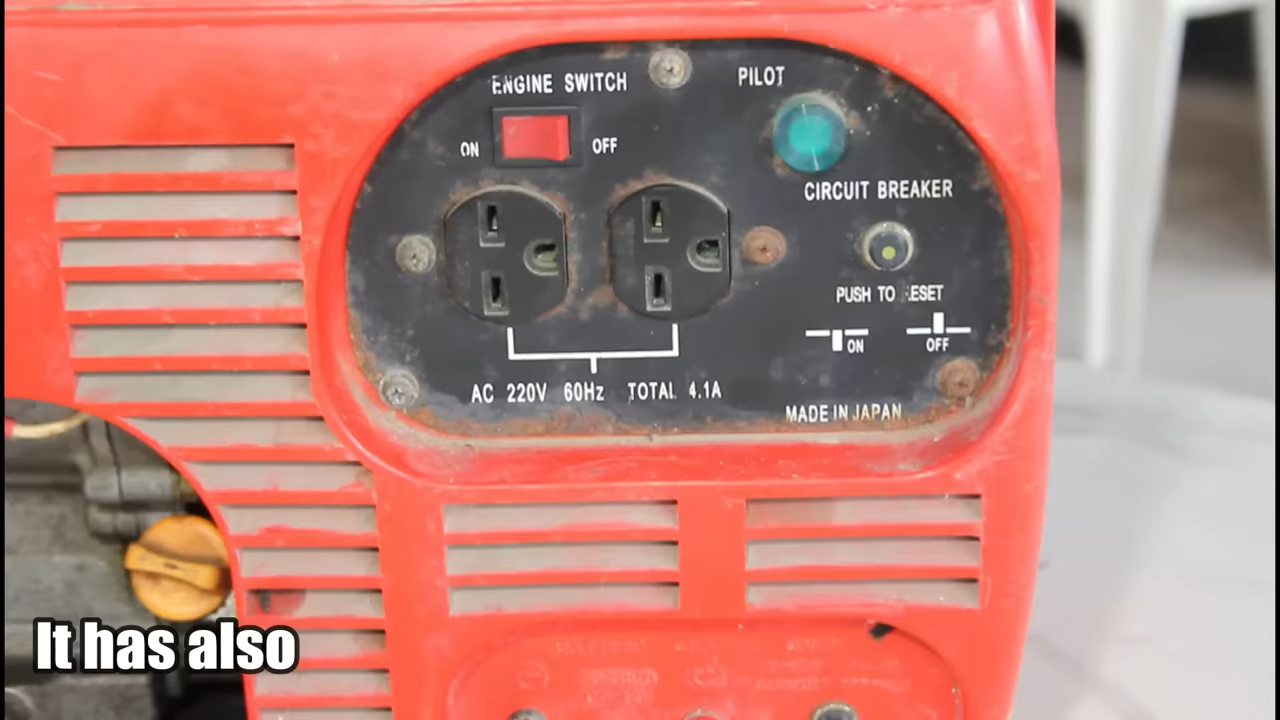 ENGINE SWITCH
PILOT
ON
OFF
CIRCUIT BREAKER
PUSH TO RESET
ON
OFF
AC 220V 60Hz TOTAL 4.1A
MADE IN JAPAN
It has also